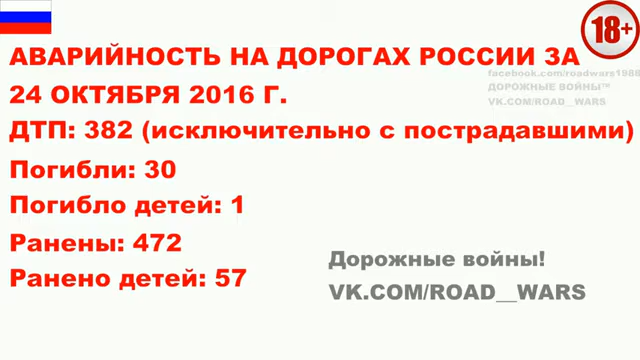 18+
АВАРИЙНОСТЬ НА ДОРОГАХ РОССИИ ЗА
facebook.com/roadwars1988
ДОРОЖНЫЕ ВОЙНЫ™
24 ОКТЯБРЯ 2016 Г.
VK.COM/ROAD__WARS
ДТП: 382 (исключительно с пострадавшими)
Погибли: 30
Погибло детей: 1
Ранены: 472
Дорожные войны!
Ранено детей: 57
VK.COM/ROAD__WARS